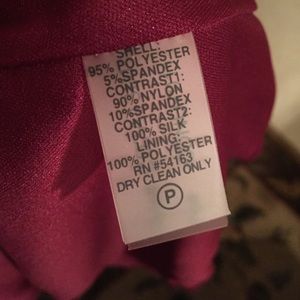 SHELL:
95% POLYESTER
5%SPANDEX
CONTRAST1:
90% NYLON
10%SPANDEX
CONTRAST2:
100% SILK
LINING:
100% POLYESTER
RN #54163
DRY CLEAN ONLY
P